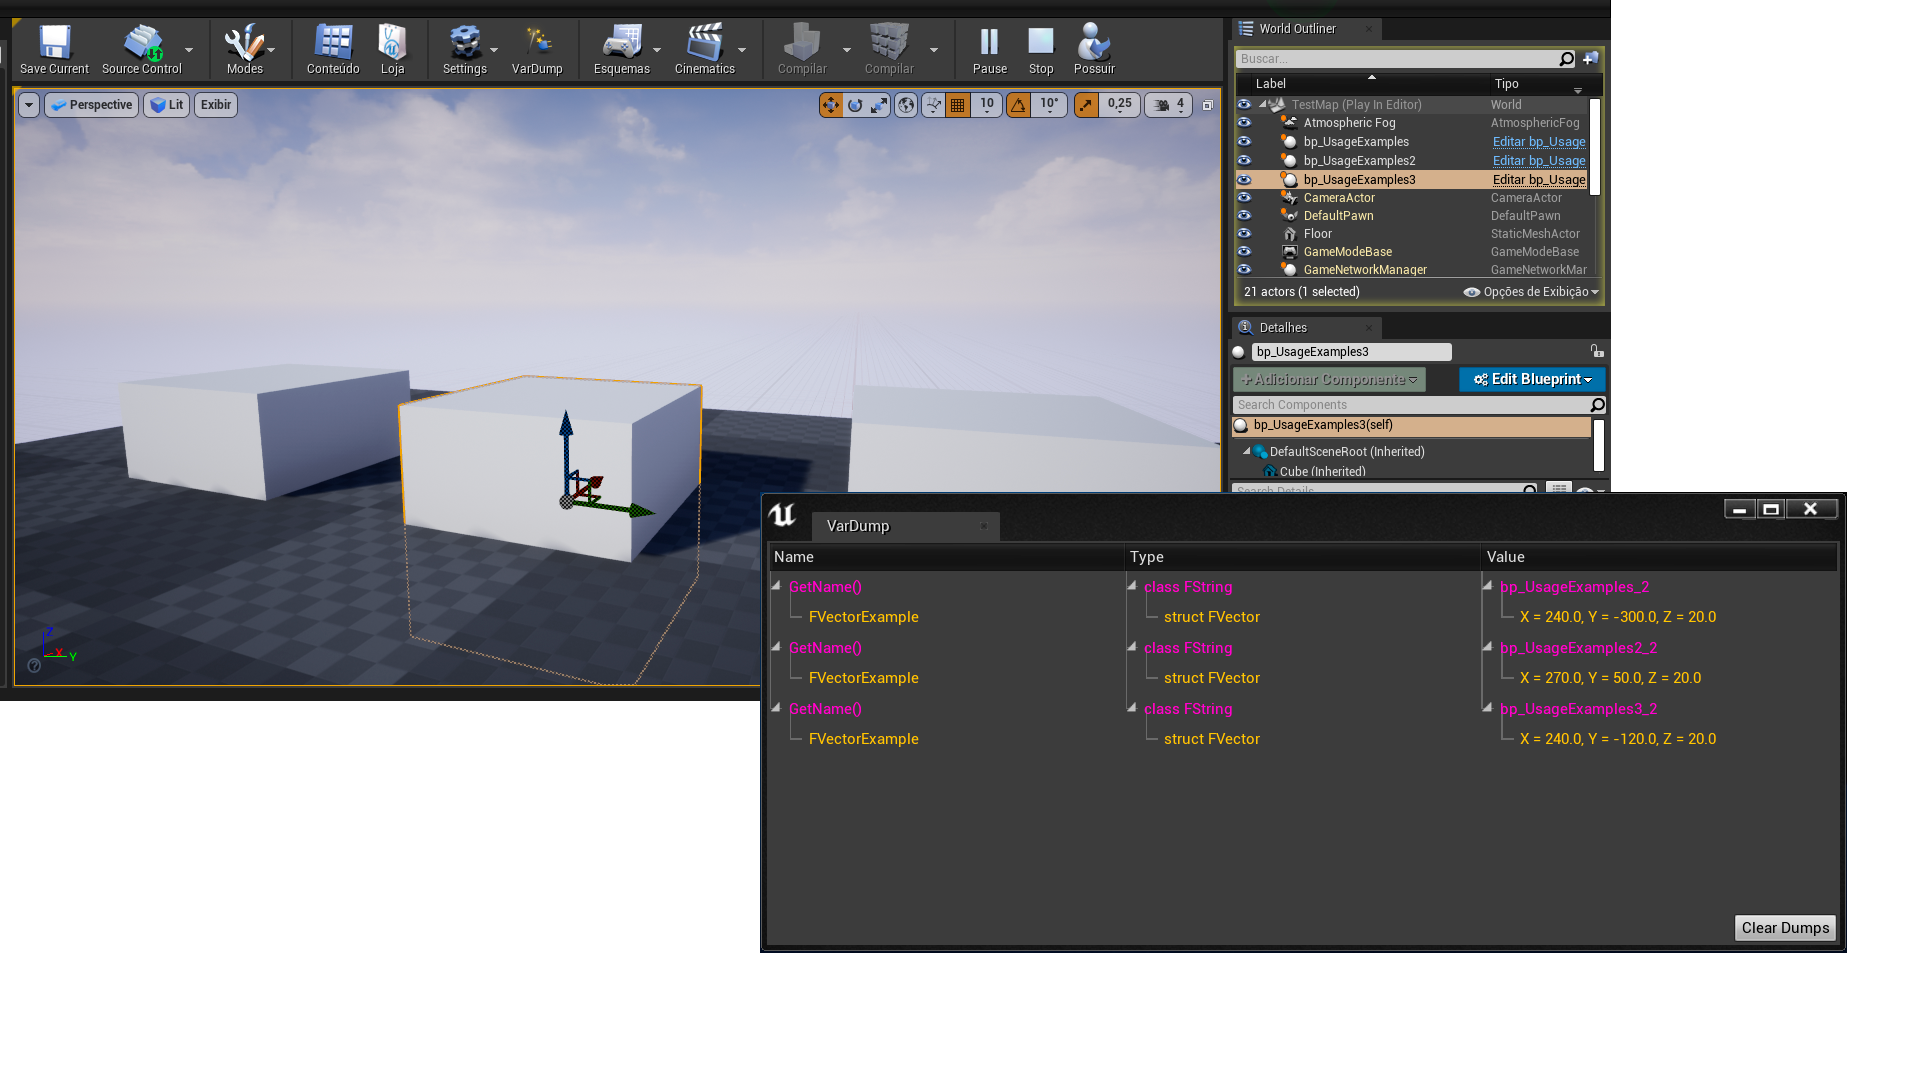 Save Current
Source Control
Modes
Conteúdo
Loja
Settings
VarDump
Esquemas
Cinematics
Compilar
Compilar
Pause
Stop
Possuir
Perspective
Lit
Exibir
10
10°
0,25
4
Z
X
Y
World Outliner
Buscar...
Label Tipo
TestMap (Play In Editor) World
Atmospheric Fog AtmosphericFog
bp_UsageExamples Editar bp_Usage
bp_UsageExamples2 Editar bp_Usage
bp_UsageExamples3 Editar bp_Usage
CameraActor CameraActor
DefaultPawn DefaultPawn
Floor StaticMeshActor
GameModeBase GameModeBase
GameNetworkManager GameNetworkMar
21 actors (1 selected) Opções de Exibição
Detalhes
bp_UsageExamples3
+Adicionar Componente Edit Blueprint
Search Components
bp_UsageExamples3(self)
DefaultSceneRoot (Inherited)
Cube (Inherited)
Search Details
VarDump
Name Type Value
GetName() class FString bp_UsageExamples_2
FVectorExample struct FVector X = 240.0, Y = -300.0, Z = 20.0
GetName() class FString bp_UsageExamples2_2
FVectorExample struct FVector X = 270.0, Y = 50.0, Z = 20.0
GetName() class FString bp_UsageExamples3_2
FVectorExample struct FVector X = 240.0, Y = -120.0, Z = 20.0
Clear Dumps